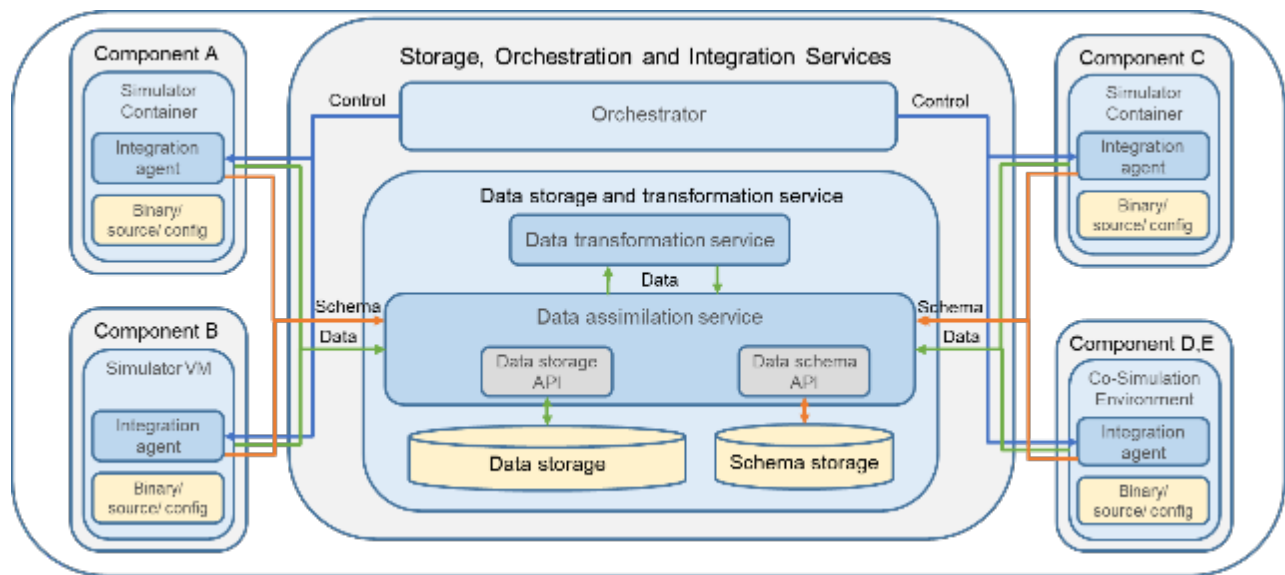 Component A
Simulator
Container
Integration
agent
Binary/
source/ config
Component B
Simulator VM
Integration
agent
Binary/
source/ config
Storage, Orchestration and Integration Services
Control
Orchestrator
Control
Data storage and transformation service
Data transformation service
Data
Schema
Data
Data assimilation service
Schema
Data
Data storage
API
Data schema
API
Data storage
Schema storage
Component C
Simulator
Container
Integration
agent
Binary/
source/ config
Component D,E
Co-Simulation
Environment
Integration
agent
Binary/
source/ config